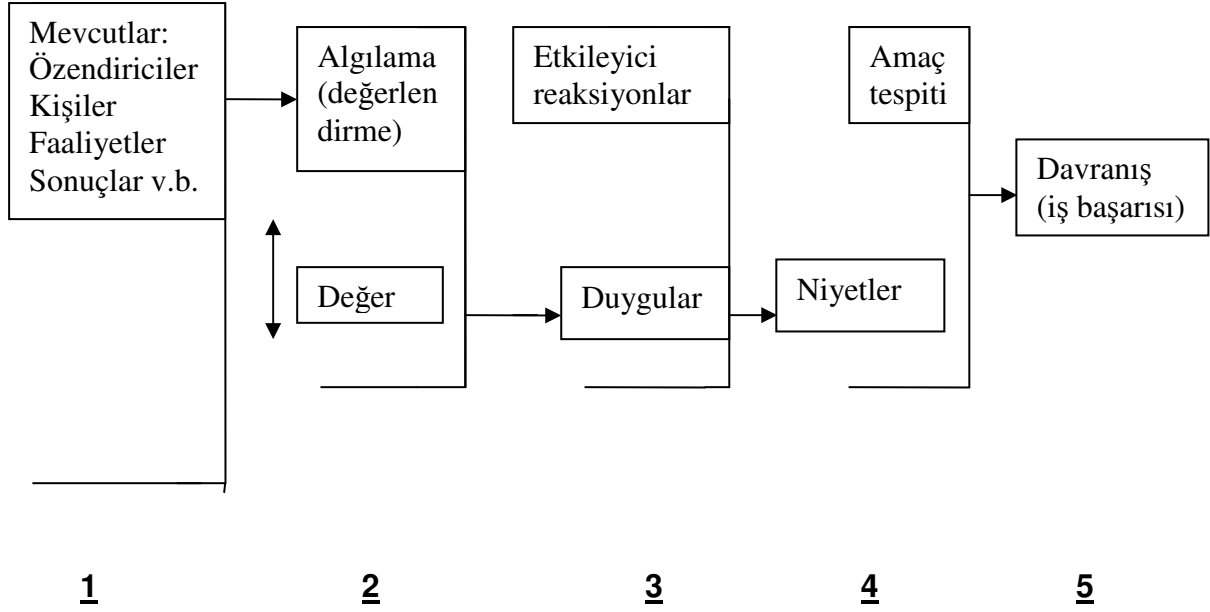 Mevcutlar:
Özendiriciler
Kişiler
Faaliyetler
Sonuçlar v.b.
Algılama
(değerlen
dirme)
Değer
Etkileyici
reaksiyonlar
Duygular
Amaç
tespiti
Niyetler
Davranış
(iş başarısı)
1
2
3
4
5